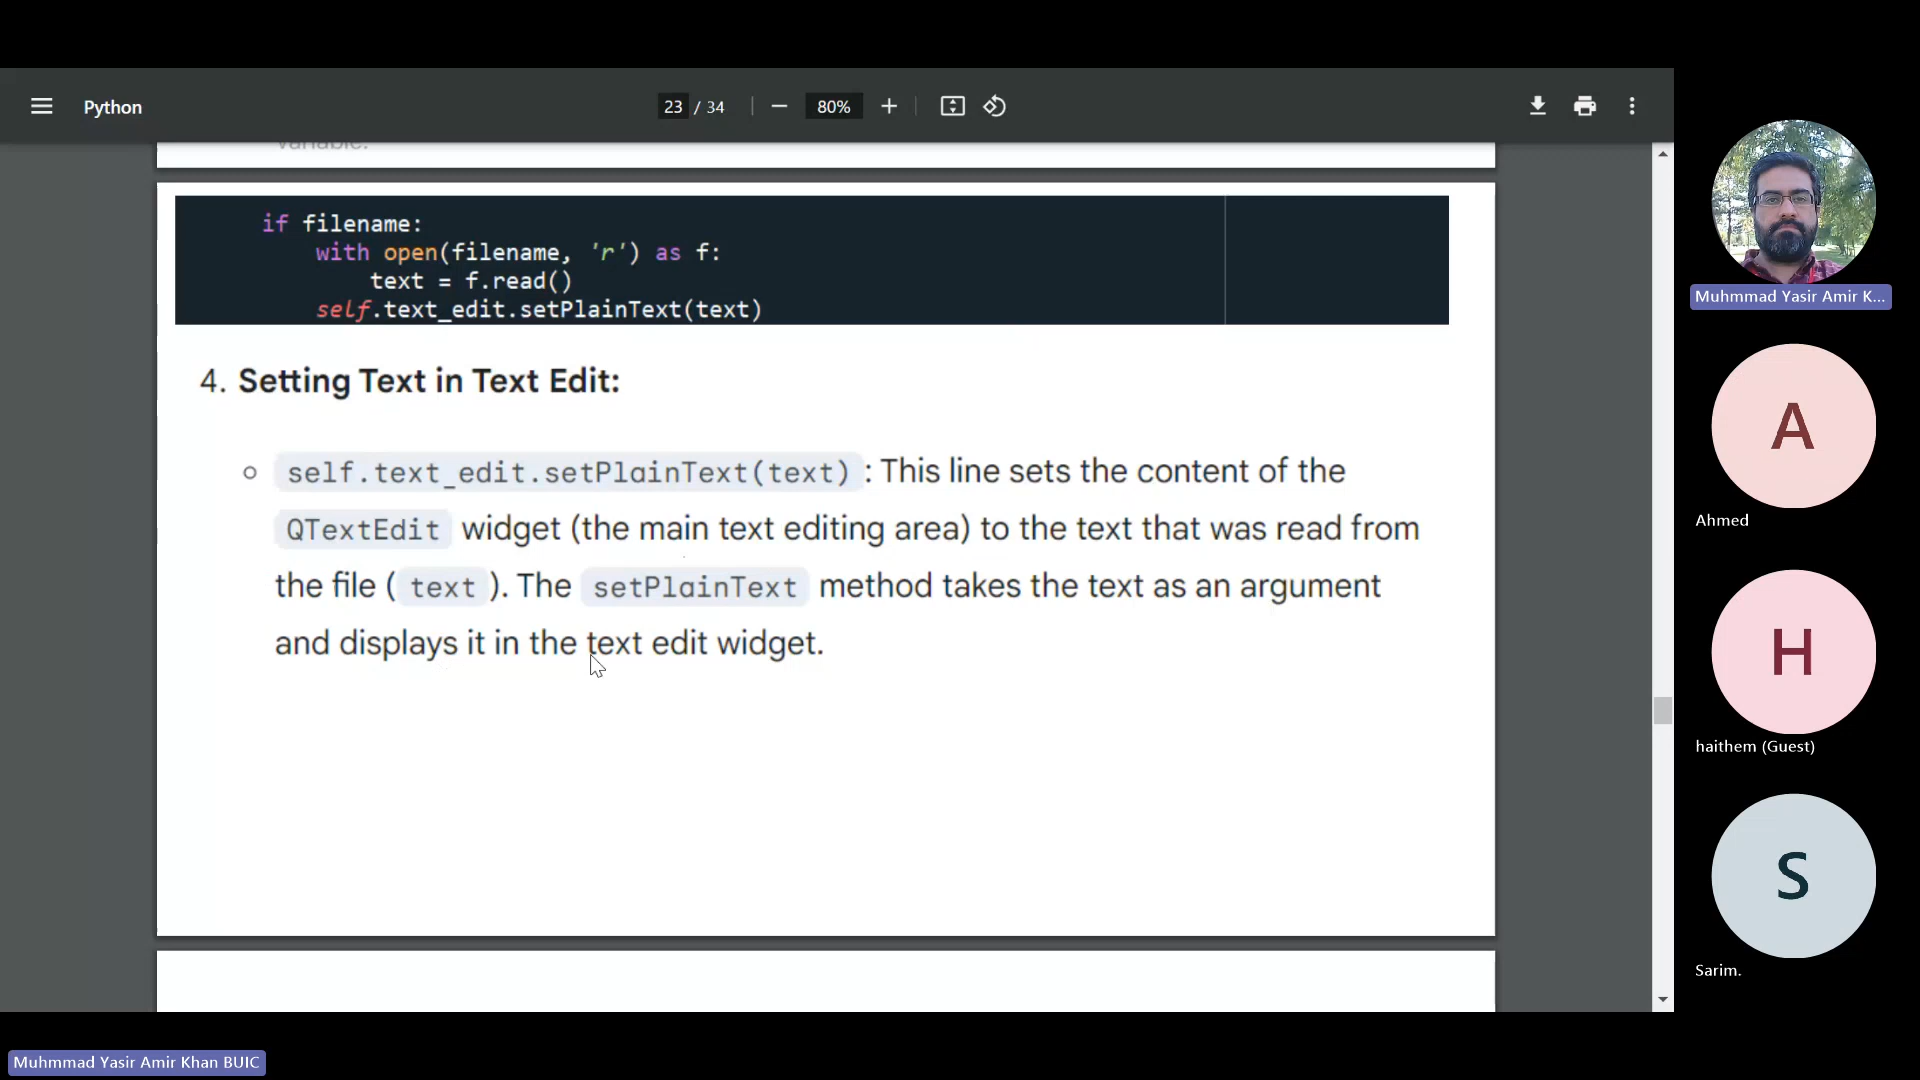 Python
23 / 34
80%
variable.
if filename:
with open(filename, 'r') as f:
text = f.read()
self.text_edit.setPlainText(text)
4. Setting Text in Text Edit:
self.text_edit.setPlainText(text) : This line sets the content of the
QTextEdit widget (the main text editing area) to the text that was read from
the file ( text ). The setPlainText method takes the text as an argument
and displays it in the text edit widget.
Muhmmad Yasir Amir K...
A
Ahmed
H
haithem (Guest)
S
Sarim.
Muhmmad Yasir Amir Khan BUIC